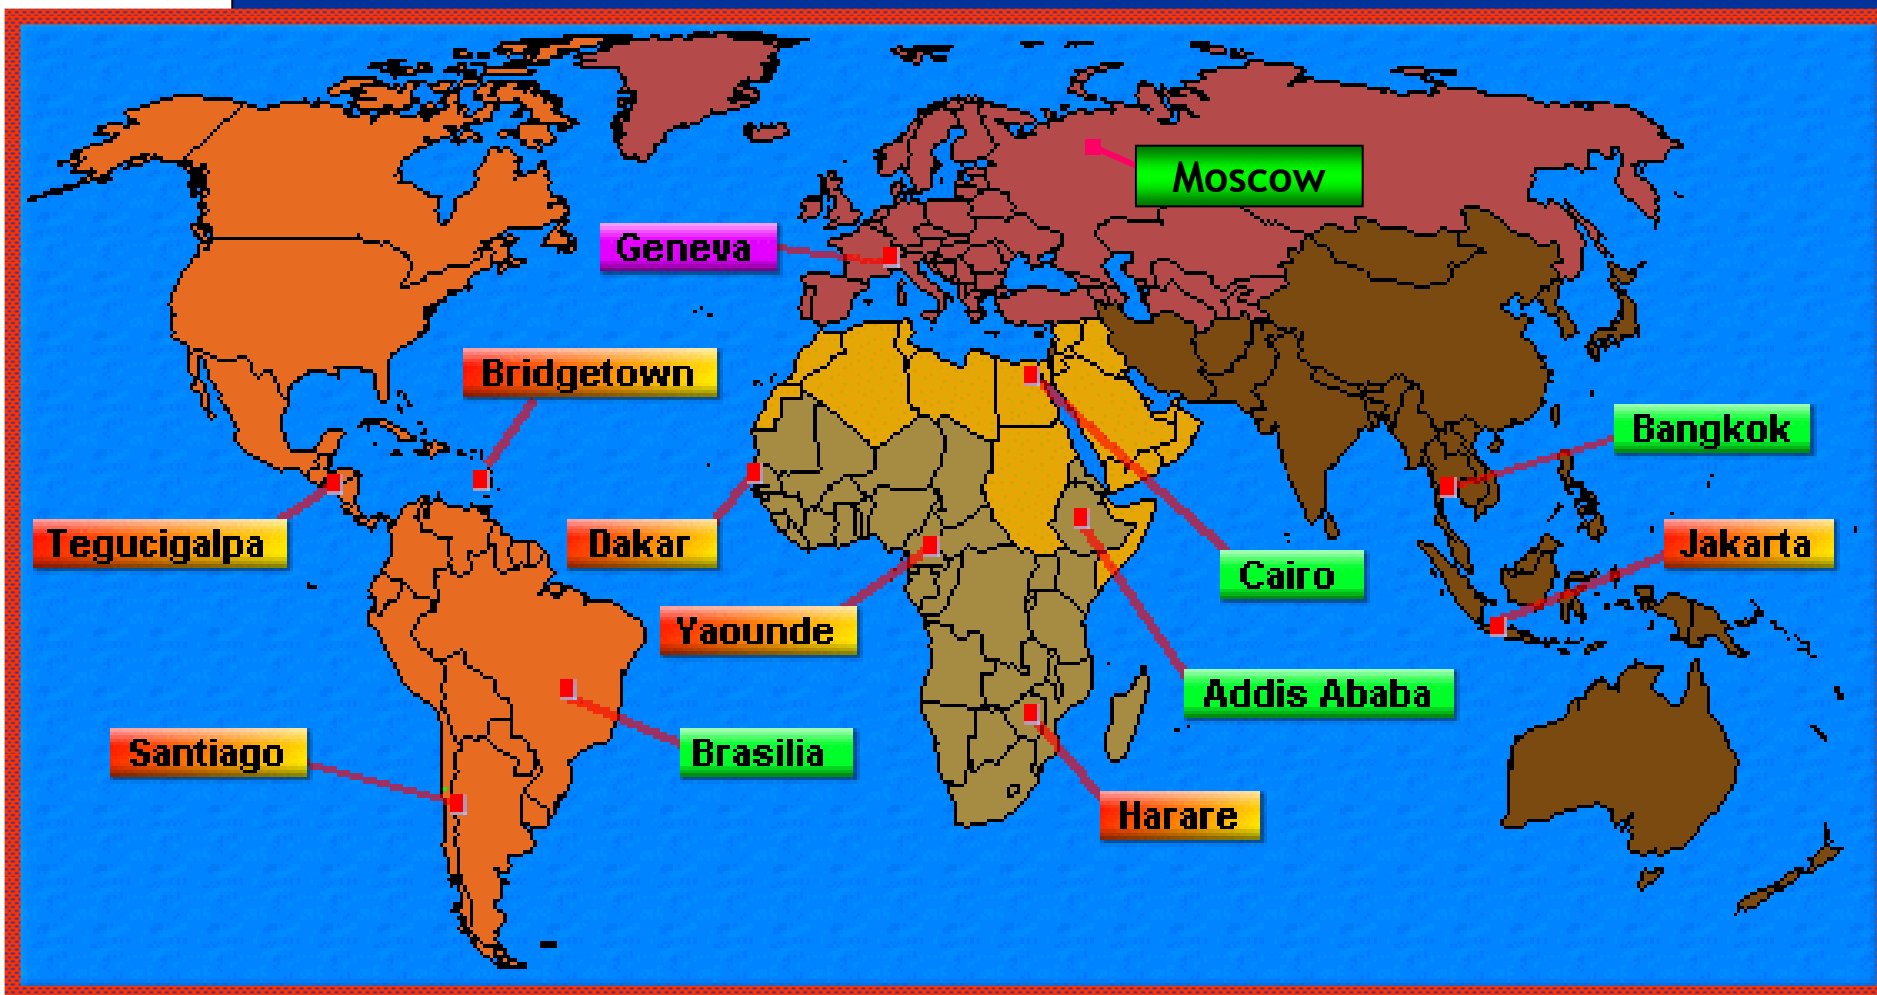 Moscow
Geneva
Bridgetown
Bangkok
Tegucigalpa
Dakar
Jakarta
Cairo
Yaounde
Addis Ababa
Santiago
Brasilia
Harare